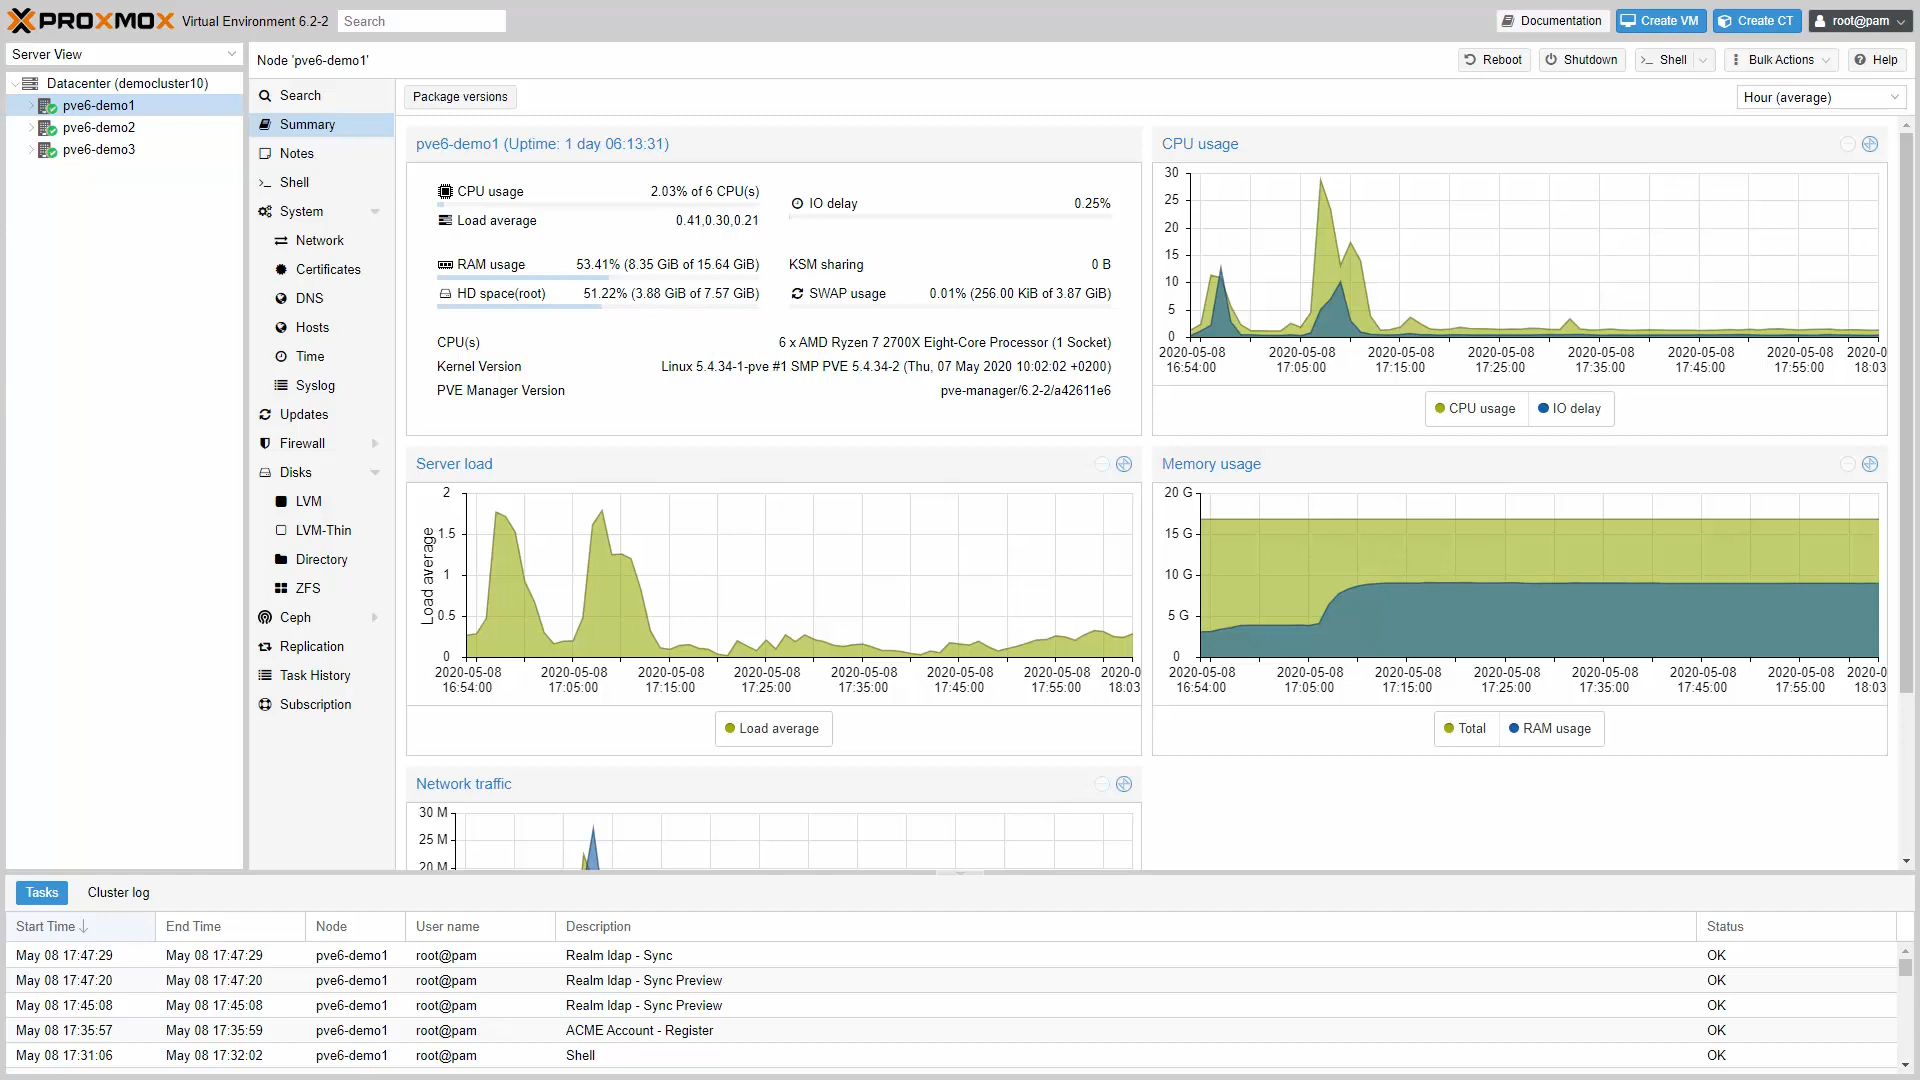 PROXMOX Virtual Environment 6.2-2 Search Documentation Create VM Create CT root@pam
Server View
Datacenter (democluster10)
pve6-demo1
pve6-demo2
pve6-demo3
Node 'pve6-demo1' Reboot Shutdown Shell Bulk Actions Help
Search
Summary
Notes
Shell
System
Network
Certificates
DNS
Hosts
Time
Syslog
Updates
Firewall
Disks
LVM
LVM-Thin
Directory
ZFS
Ceph
Replication
Task History
Subscription
Package versions Hour (average)
pve6-demo1 (Uptime: 1 day 06:13:31)
CPU usage 2.03% of 6 CPU(s)
Load average 0.41,0.30,0.21
IO delay 0.25%
RAM usage 53.41% (8.35 GiB of 15.64 GiB)
KSM sharing 0 B
HD space(root) 51.22% (3.88 GiB of 7.57 GiB)
SWAP usage 0.01% (256.00 KiB of 3.87 GiB)
CPU(s) 6 x AMD Ryzen 7 2700X Eight-Core Processor (1 Socket)
Kernel Version Linux 5.4.34-1-pve #1 SMP PVE 5.4.34-2 (Thu, 07 May 2020 10:02:02 +0200)
PVE Manager Version pve-manager/6.2-2/a42611e6
CPU usage
30
25
20
15
10
5
0
2020-05-08 2020-05-08 2020-05-08 2020-05-08 2020-05-08 2020-05-08 2020-05-08 2020-0
16:54:00 17:05:00 17:15:00 17:25:00 17:35:00 17:45:00 17:55:00 18:03
CPU usage IO delay
Server load
Load average
2
1.5
1
0.5
0
2020-05-08 2020-05-08 2020-05-08 2020-05-08 2020-05-08 2020-05-08 2020-05-08 2020-0
16:54:00 17:05:00 17:15:00 17:25:00 17:35:00 17:45:00 17:55:00 18:03
Load average
Memory usage
20 G
15 G
10 G
5 G
0
2020-05-08 2020-05-08 2020-05-08 2020-05-08 2020-05-08 2020-05-08 2020-05-08 2020-0
16:54:00 17:05:00 17:15:00 17:25:00 17:35:00 17:45:00 17:55:00 18:03
Total RAM usage
Network traffic
30 M
25 M
20 M
Tasks Cluster log
Start Time End Time Node User name Description Status
May 08 17:47:29 May 08 17:47:29 pve6-demo1 root@pam Realm ldap - Sync OK
May 08 17:47:20 May 08 17:47:20 pve6-demo1 root@pam Realm ldap - Sync Preview OK
May 08 17:45:08 May 08 17:45:08 pve6-demo1 root@pam Realm ldap - Sync Preview OK
May 08 17:35:57 May 08 17:35:59 pve6-demo1 root@pam ACME Account - Register OK
May 08 17:31:06 May 08 17:32:02 pve6-demo1 root@pam Shell OK